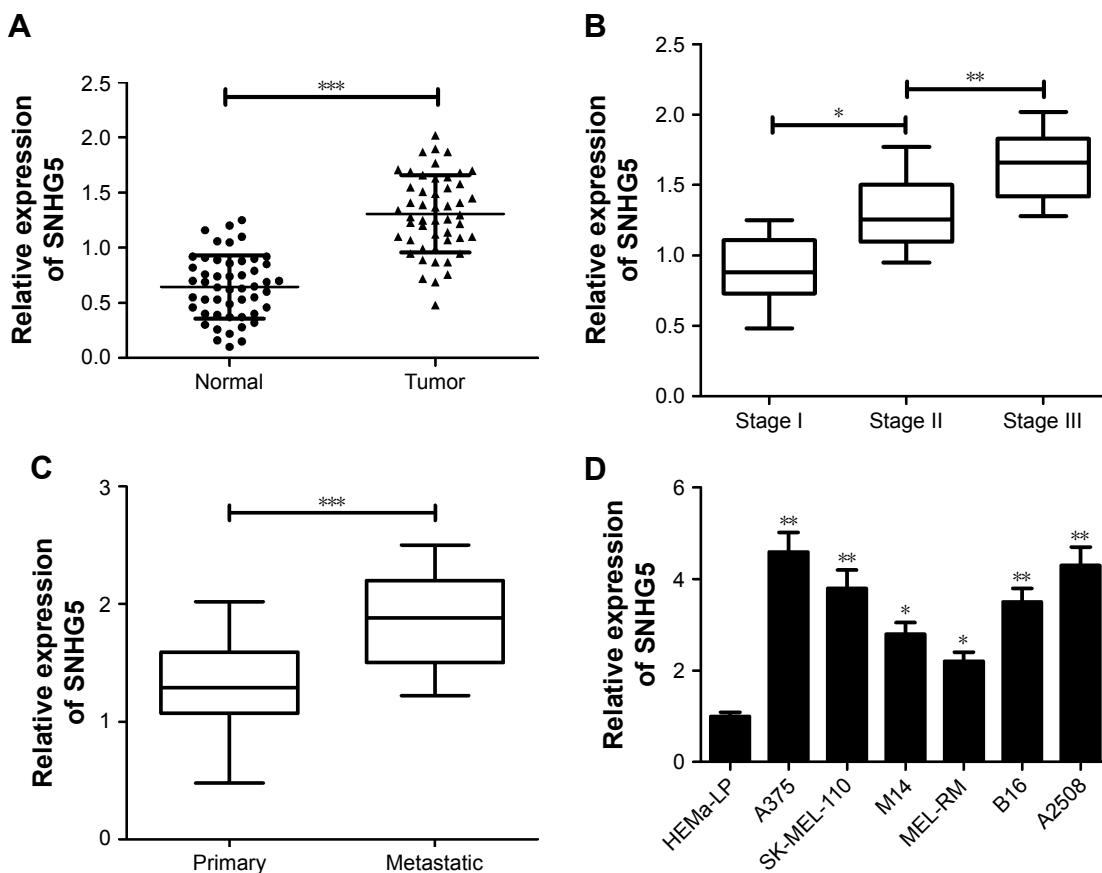 A
Relative expression
of SNHG5
2.5
2.0
1.5
1.0
0.5
0.0
***
Normal
Tumor
B
Relative expression
of SNHG5
2.5
2.0
1.5
1.0
0.5
0.0
*
**
Stage I
Stage II
Stage III
C
Relative expression
of SNHG5
3
2
1
0
***
Primary
Metastatic
D
Relative expression
of SNHG5
6
4
2
0
**
**
*
*
**
**
HEMa-LP
A375
SK-MEL-110
M14
MEL-RM
B16
A2508